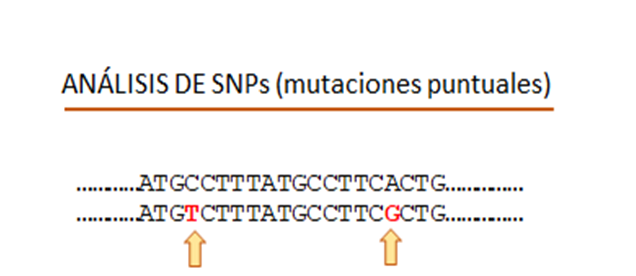 ANÁLISIS DE SNPs (mutaciones puntuales)
............ATGCCTTTATGCCTTCACTG...............
............ATGTCTTTATGCCTTCGCTG...............